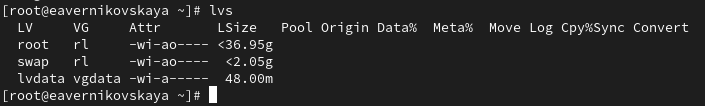 [root@eavernikovskaya ~]# lvs
  LV     VG     Attr       LSize   Pool Origin Data%  Meta%  Move Log Cpy%Sync Convert
  root   rl     -wi-ao---- <36.95g
  swap   rl     -wi-ao----  <2.05g
  lvdata vgdata -wi-a-----  48.00m
[root@eavernikovskaya ~]#